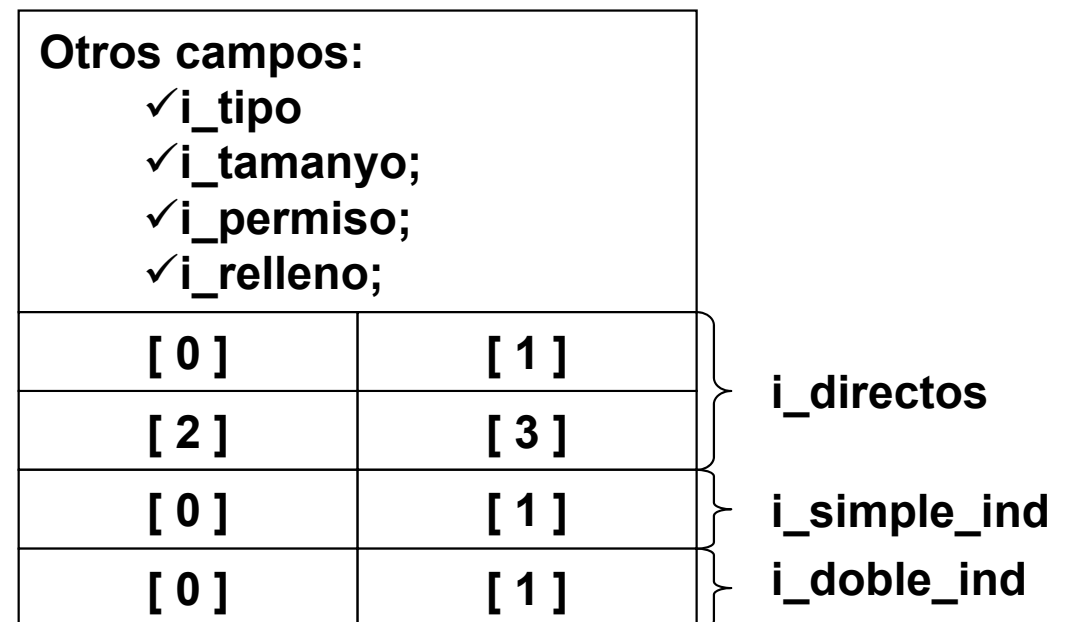 Otros campos:
✓i_tipo
✓i_tamanyo;
✓i_permiso;
✓i_relleno;
[ 0 ] [ 1 ]
i_directos
[ 2 ] [ 3 ]
[ 0 ] [ 1 ] i_simple_ind
[ 0 ] [ 1 ] i_doble_ind